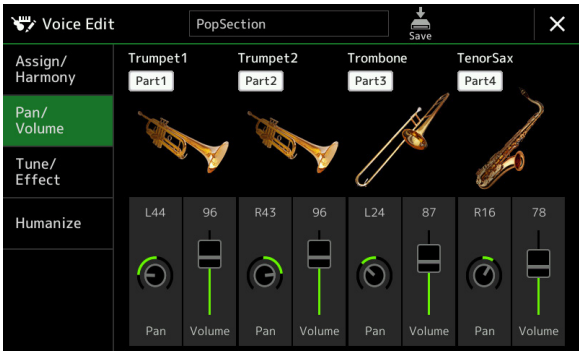 Voice Edit
PopSection
Save
Assign/
Harmony
Pan/
Volume
Tune/
Effect
Humanize
Trumpet1
Trumpet2
Trombone
TenorSax
Part1
Part2
Part3
Part4
L44
96
R43
96
L24
87
R16
78
Pan
Volume
Pan
Volume
Pan
Volume
Pan
Volume